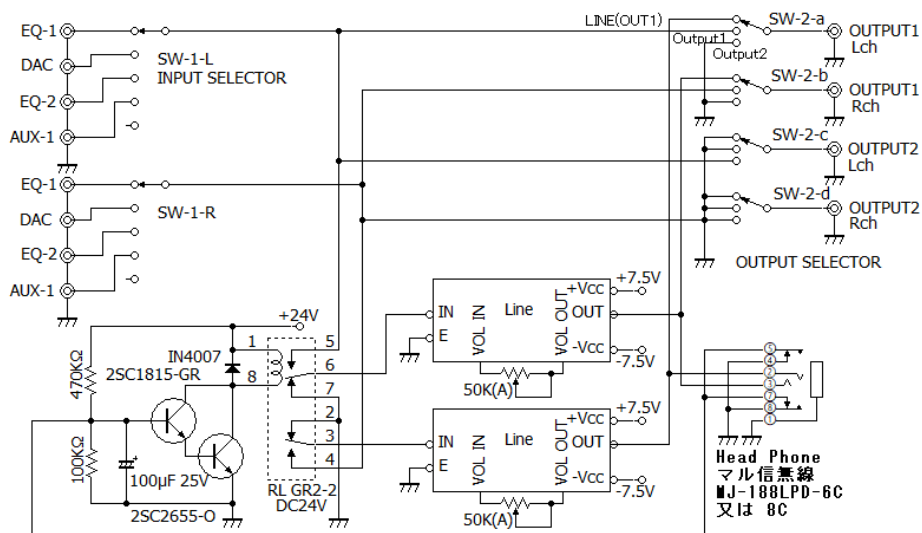 EQ-1
DAC
EQ-2
AUX-1
SW-1-L
INPUT SELECTOR
EQ-1
DAC
EQ-2
AUX-1
SW-1-R
LINE(OUT1)
Output1
Output2
SW-2-a
OUTPUT1
Lch
SW-2-b
OUTPUT1
Rch
SW-2-c
OUTPUT2
Lch
SW-2-d
OUTPUT2
Rch
OUTPUT SELECTOR
+24V
IN4007
2SC1815-GR
470KΩ
100KΩ
100μF 25V
2SC2655-O
1
8
5
6
7
2
3
4
RL GR2-2
DC24V
IN
E
VOL IN
Line
VOL OUT
+Vcc
OUT
-Vcc
+7.5V
-7.5V
50K(A)
IN
E
VOL IN
Line
VOL OUT
+Vcc
OUT
-Vcc
+7.5V
-7.5V
50K(A)
5
4
2
3
7
8
1
Head Phone
マル信無線
MJ-188LPD-6C
又は 8C